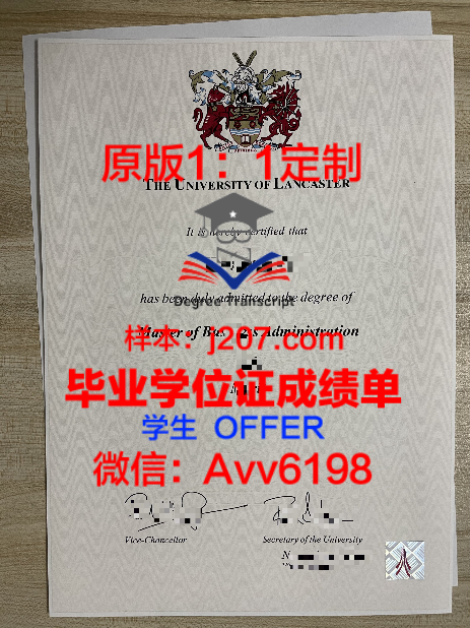 原版1：1定制
THE UNIVERSITY OF LANCASTER
It is hereby certified that
has been duly admitted to the degree of
Degree Transcript
Master of Business Administration
样本：j207.com
毕业学位证成绩单
学生 OFFER
微信：Avv6198
Vice-Chancellor Secretary of the University